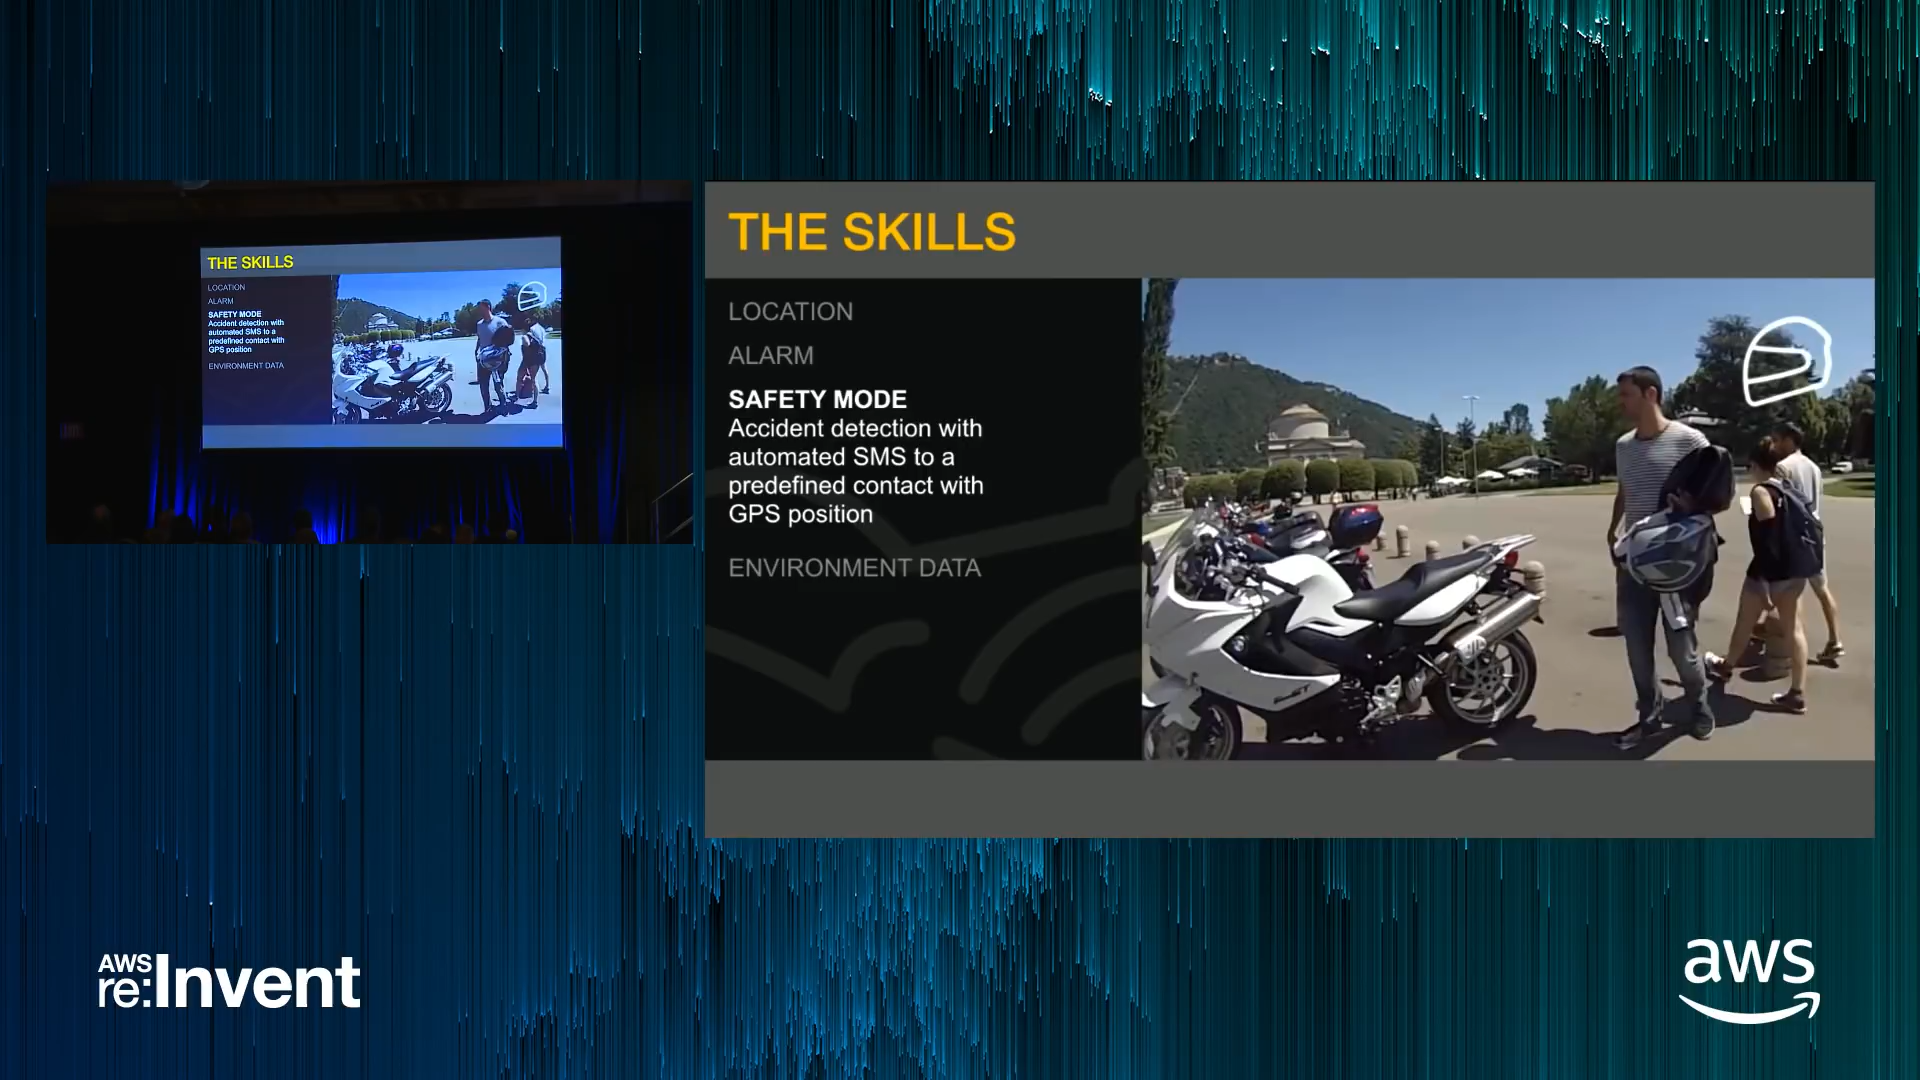 THE SKILLS
LOCATION
ALARM
SAFETY MODE
Accident detection with
automated SMS to a
predefined contact with
GPS position
ENVIRONMENT DATA
THE SKILLS
LOCATION
ALARM
SAFETY MODE
Accident detection with
automated SMS to a
predefined contact with
GPS position
ENVIRONMENT DATA
AWS
re:Invent
aws